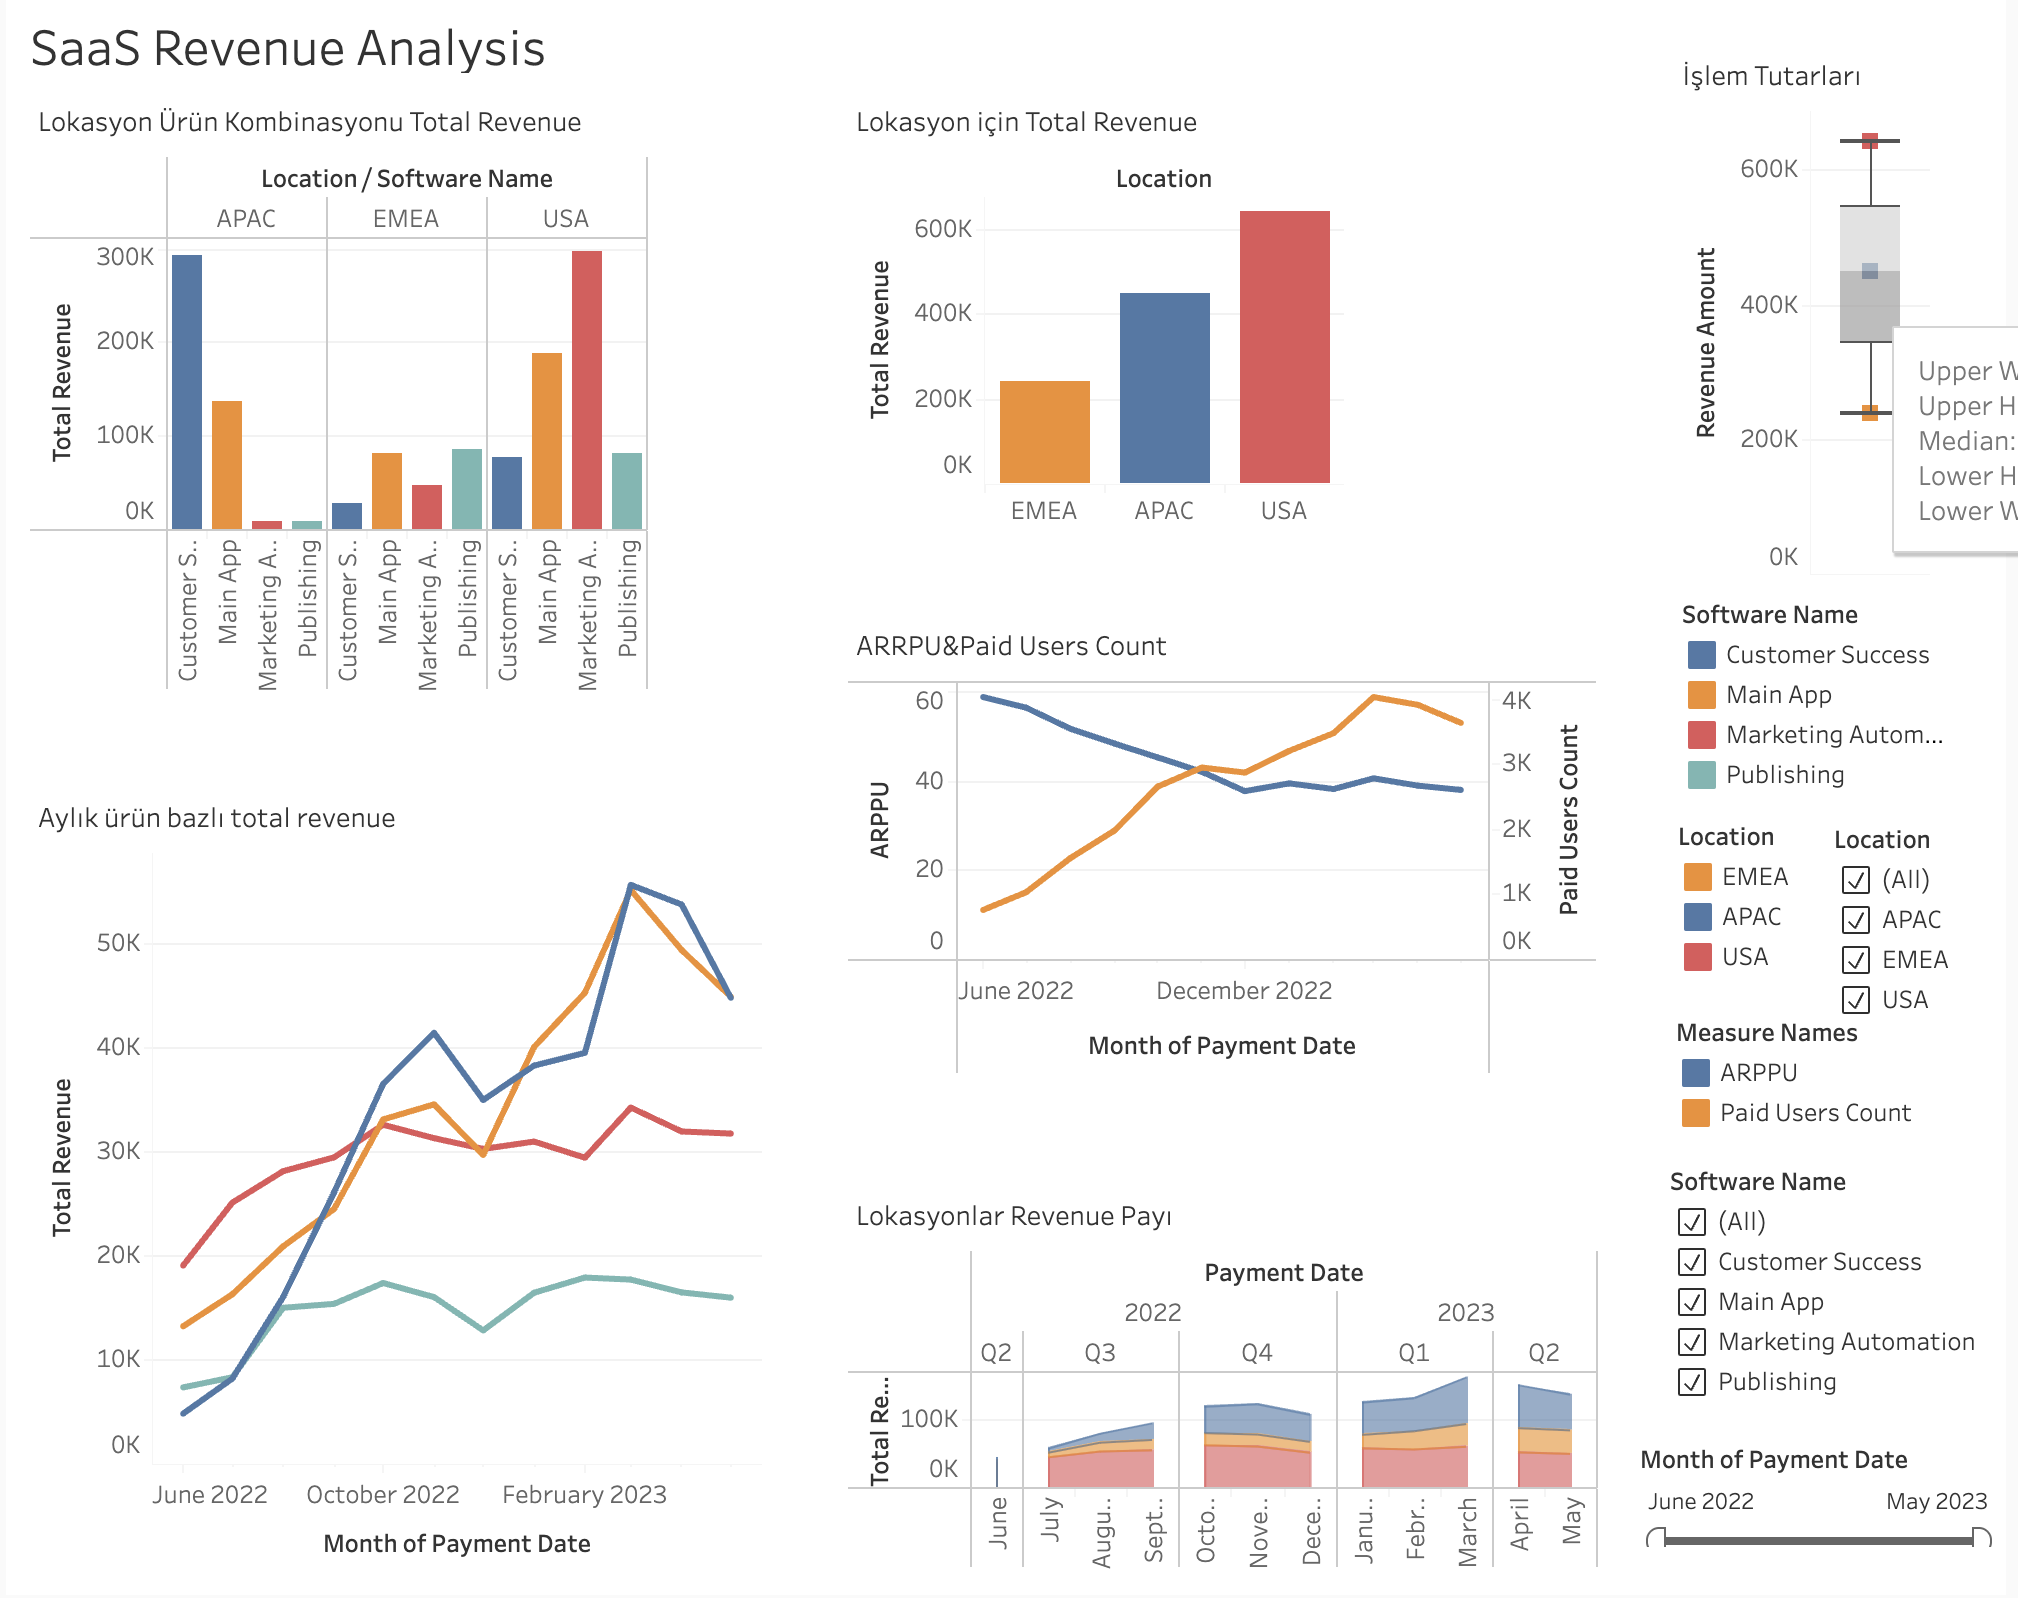 SaaS Revenue Analysis
Lokasyon Ürün Kombinasyonu Total Revenue
Location / Software Name
APAC EMEA USA
Total Revenue
300K
200K
100K
0K
Customer S.. Main App Marketing A.. Publishing Customer S.. Main App Marketing A.. Publishing Customer S.. Main App Marketing A.. Publishing
Lokasyon için Total Revenue
Location
Total Revenue
600K
400K
200K
0K
EMEA APAC USA
İşlem Tutarları
Revenue Amount
600K
400K
200K
0K
Upper W
Upper H
Median:
Lower H
Lower W
Aylık ürün bazlı total revenue
Total Revenue
50K
40K
30K
20K
10K
0K
June 2022 October 2022 February 2023
Month of Payment Date
ARRPU&Paid Users Count
ARPPU
60
40
20
0
4K
3K
2K
1K
0K
Paid Users Count
June 2022 December 2022
Month of Payment Date
Lokasyonlar Revenue Payı
Payment Date
2022 2023
Q2 Q3 Q4 Q1 Q2
Total Re...
100K
0K
June July Augu.. Sept.. Octo.. Nove.. Dece.. Janu.. Febr.. March April May
Software Name
Customer Success
Main App
Marketing Autom...
Publishing
Location
EMEA
APAC
USA
Location
(All)
APAC
EMEA
USA
Measure Names
ARPPU
Paid Users Count
Software Name
(All)
Customer Success
Main App
Marketing Automation
Publishing
Month of Payment Date
June 2022 May 2023